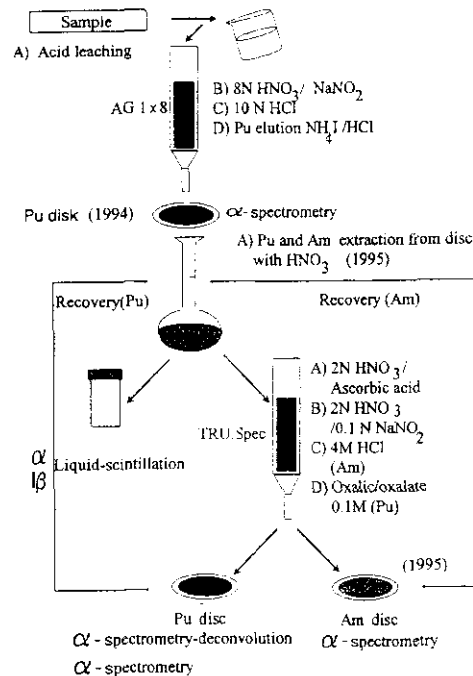 Sample
A) Acid leaching
AG 1 x 8
B) 8N HNO3/ NaNO2
C) 10 N HCl
D) Pu elution NH4I /HCl
Pu disk (1994)
α- spectrometry
A) Pu and Am extraction from disc
with HNO3 (1995)
Recovery(Pu)
Recovery (Am)
A) 2N HNO3/
Ascorbic acid
B) 2N HNO3
/0.1 N NaNO2
C) 4M HCl
(Am)
D) Oxalic/oxalate
0.1M (Pu)
TRU.Spec
Liquid-scintillation
α
lβ
(1995)
Pu disc
α - spectrometry-deconvolution
α - spectrometry
Am disc
α - spectrometry